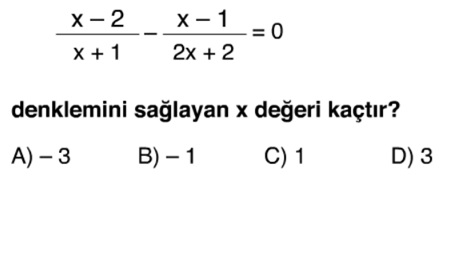 x – 2 / x + 1 – x – 1 / 2x + 2 = 0
denklemini sağlayan x değeri kaçtır?
A) – 3 B) – 1 C) 1 D) 3